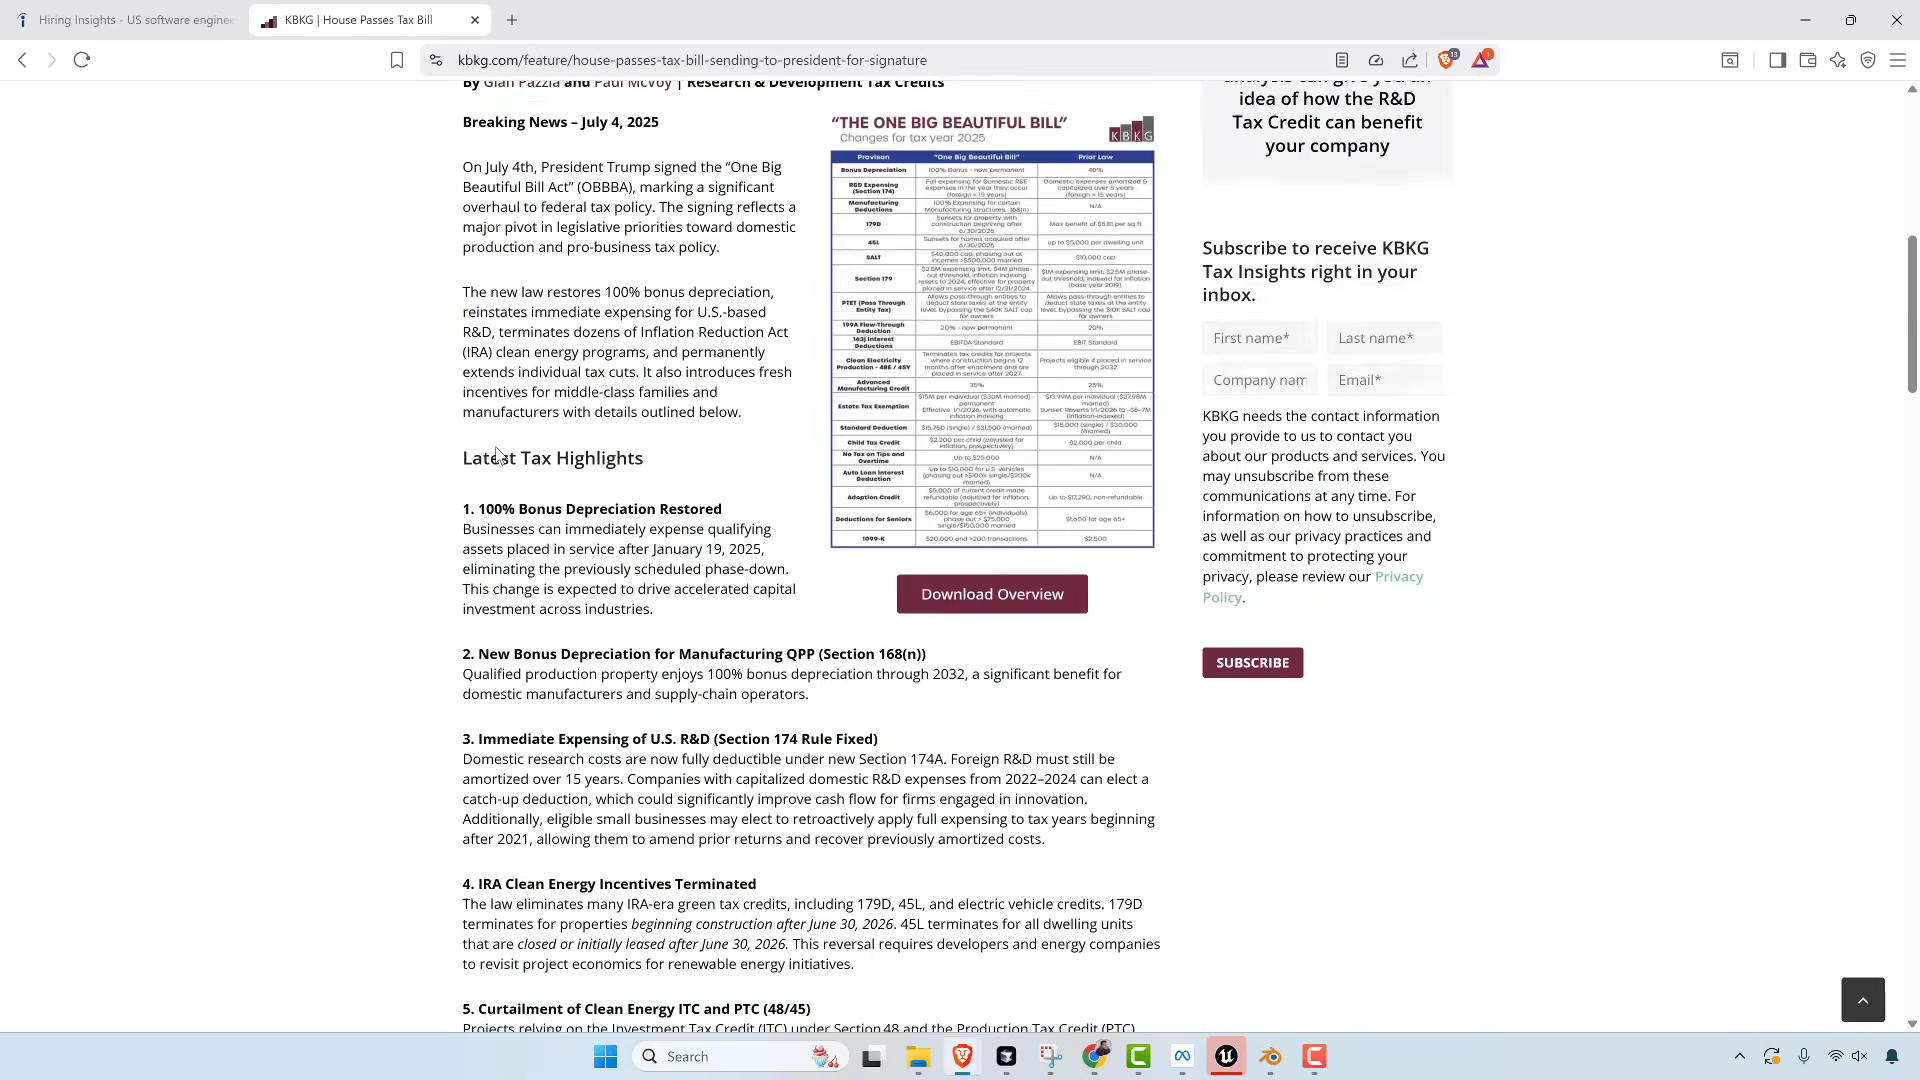 Hiring Insights - US software engine
KBKG | House Passes Tax Bill
kbkg.com/feature/house-passes-tax-bill-sending-to-president-for-signature
13
1
By Gian Pazzia and Paul McVoy | Research & Development Tax Credits
Breaking News – July 4, 2025
On July 4th, President Trump signed the “One Big
Beautiful Bill Act” (OBBBA), marking a significant
overhaul to federal tax policy. The signing reflects a
major pivot in legislative priorities toward domestic
production and pro-business tax policy.
The new law restores 100% bonus depreciation,
reinstates immediate expensing for U.S.-based
R&D, terminates dozens of Inflation Reduction Act
(IRA) clean energy programs, and permanently
extends individual tax cuts. It also introduces fresh
incentives for middle-class families and
manufacturers with details outlined below.
Latest Tax Highlights
1. 100% Bonus Depreciation Restored
Businesses can immediately expense qualifying
assets placed in service after January 19, 2025,
eliminating the previously scheduled phase-down.
This change is expected to drive accelerated capital
investment across industries.
“THE ONE BIG BEAUTIFUL BILL”
Changes for tax year 2025
KBKG
Provison "One Big Beautiful Bill" Prior Law
Bonus Depreciation 100% Bonus - now permanent 40%
R&D Expensing
(Section 174)
Full expensing for Domestic R&E
expenses in the year they occur
(foreign = 15 years)
Domestic expenses amortized &
capitalized over 5 years
(foreign = 15 years)
Manufacturing
Deductions
100% Expensing for certain
Manufacturing structures. 168(n)
N/A
179D
Sunsets for property with
construction beginning after
6/30/2026
Max benefit of $5.81 per sq ft
45L
Sunsets for homes acquired after
6/30/2026
up to $5,000 per dwelling unit
SALT
$40,000 cap, phasing out at
incomes >$500,000 married
$10,000 cap
Section 179
$2.5M expensing limit, $4M phase-
out threshold, inflation indexing
resets to 2024, effective for property
placed in service after 12/31/2024
$1M expensing limit; $2.5M phase-
out threshold, indexed for inflation
(base-year 2019)
PTET (Pass Through
Entity Tax)
Allows pass-through entities to
deduct state taxes at the entity
level, bypassing the $40K SALT cap
for owners
Allows pass-through entities to
deduct state taxes at the entity
level, bypassing the $10K SALT cap
for owners
199A Flow-Through
Deduction
20% - now permanent
20%
163j Interest
Deductions
EBITDA Standard
EBIT Standard
Clean Electricity
Production - 48E / 45Y
Terminates tax credits for projects
where construction begins 12
months after enactment and are
placed in service after 2027.
Projects eligible if placed in service
through 2032
Advanced
Manufacturing Credit
35%
25%
Estate Tax Exemption
$15M per individual ($30M married) -
permanent
Effective: 1/1/2026, with automatic
inflation indexing
$13.99M per individual ($27.98M
married)
Sunset: Reverts 1/1/2026 to ~$5–7M
(inflation-indexed)
Standard Deduction
$15,750 (single) / $31,500 (married)
$15,000 (single) / $30,000
(married)
Child Tax Credit
$2,200 per child (adjusted for
inflation, prospectively)
$2,000 per child
No Tax on Tips and
Overtime
Up to $25,000
N/A
Auto Loan Interest
Deduction
Up to $10,000 for U.S. vehicles
(phasing out >$100k single/$200k
married)
N/A
Adoption Credit
$5,000 of current credit made
refundable (adjusted for inflation,
prospectively)
Up to $17,280, non-refundable
Deductions for Seniors
$6,000 for age 65+ (individuals),
phase out > $75,000
single/$150,000 married
$1,600 for age 65+
1099-K
$20,000 and >200 transactions.
$2,500
Download Overview
2. New Bonus Depreciation for Manufacturing QPP (Section 168(n))
Qualified production property enjoys 100% bonus depreciation through 2032, a significant benefit for
domestic manufacturers and supply-chain operators.
3. Immediate Expensing of U.S. R&D (Section 174 Rule Fixed)
Domestic research costs are now fully deductible under new Section 174A. Foreign R&D must still be
amortized over 15 years. Companies with capitalized domestic R&D expenses from 2022–2024 can elect a
catch-up deduction, which could significantly improve cash flow for firms engaged in innovation.
Additionally, eligible small businesses may elect to retroactively apply full expensing to tax years beginning
after 2021, allowing them to amend prior returns and recover previously amortized costs.
4. IRA Clean Energy Incentives Terminated
The law eliminates many IRA-era green tax credits, including 179D, 45L, and electric vehicle credits. 179D
terminates for properties beginning construction after June 30, 2026. 45L terminates for all dwelling units
that are closed or initially leased after June 30, 2026. This reversal requires developers and energy companies
to revisit project economics for renewable energy initiatives.
5. Curtailment of Clean Energy ITC and PTC (48/45)
Projects relying on the Investment Tax Credit (ITC) under Section 48 and the Production Tax Credit (PTC)
analysis can give you an
idea of how the R&D
Tax Credit can benefit
your company
Subscribe to receive KBKG
Tax Insights right in your
inbox.
First name* Last name*
Company nam Email*
KBKG needs the contact information
you provide to us to contact you
about our products and services. You
may unsubscribe from these
communications at any time. For
information on how to unsubscribe,
as well as our privacy practices and
commitment to protecting your
privacy, please review our Privacy
Policy.
SUBSCRIBE
Search